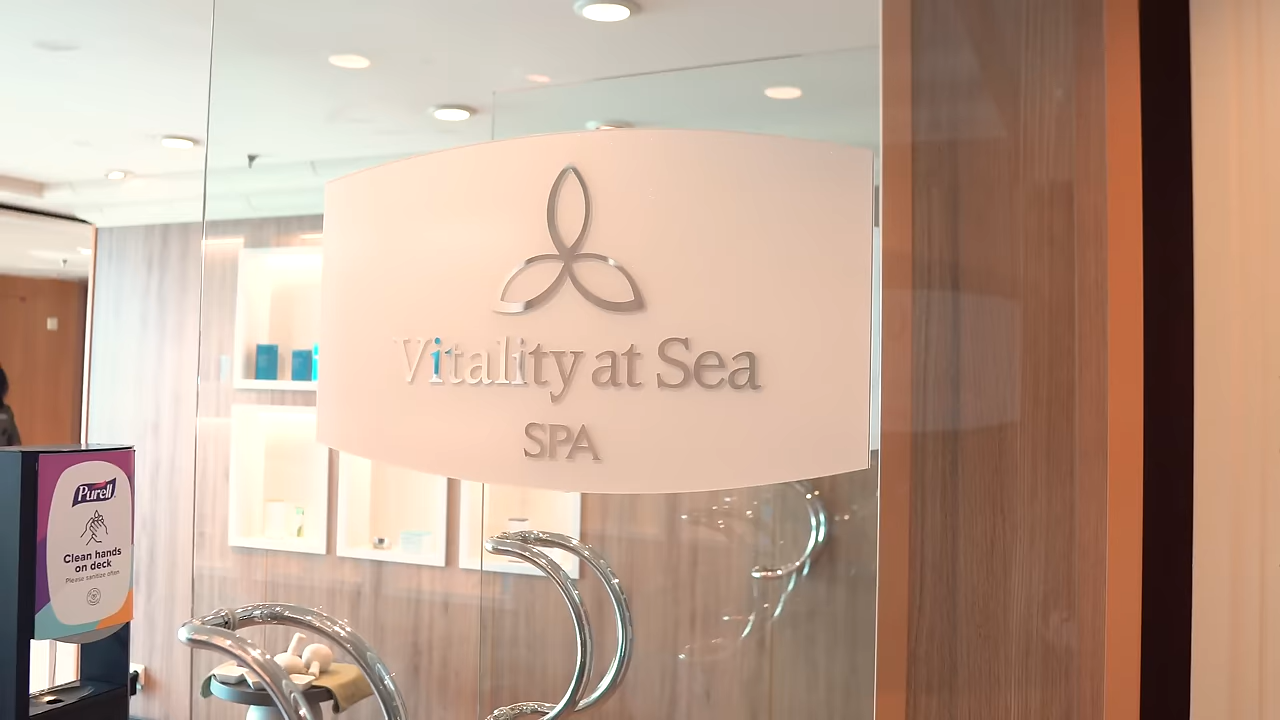 Vitality at Sea
SPA
Purell
Clean hands
on deck
Please sanitize often